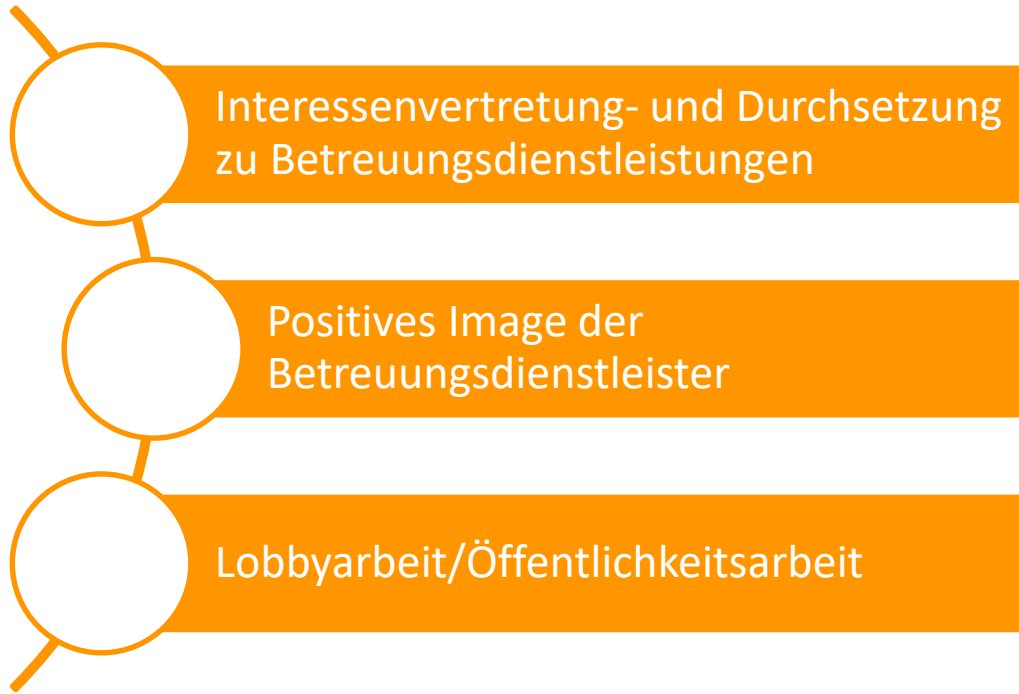 Interessenvertretung- und Durchsetzung
zu Betreuungsdienstleistungen
Positives Image der
Betreuungsdienstleister
Lobbyarbeit/Öffentlichkeitsarbeit